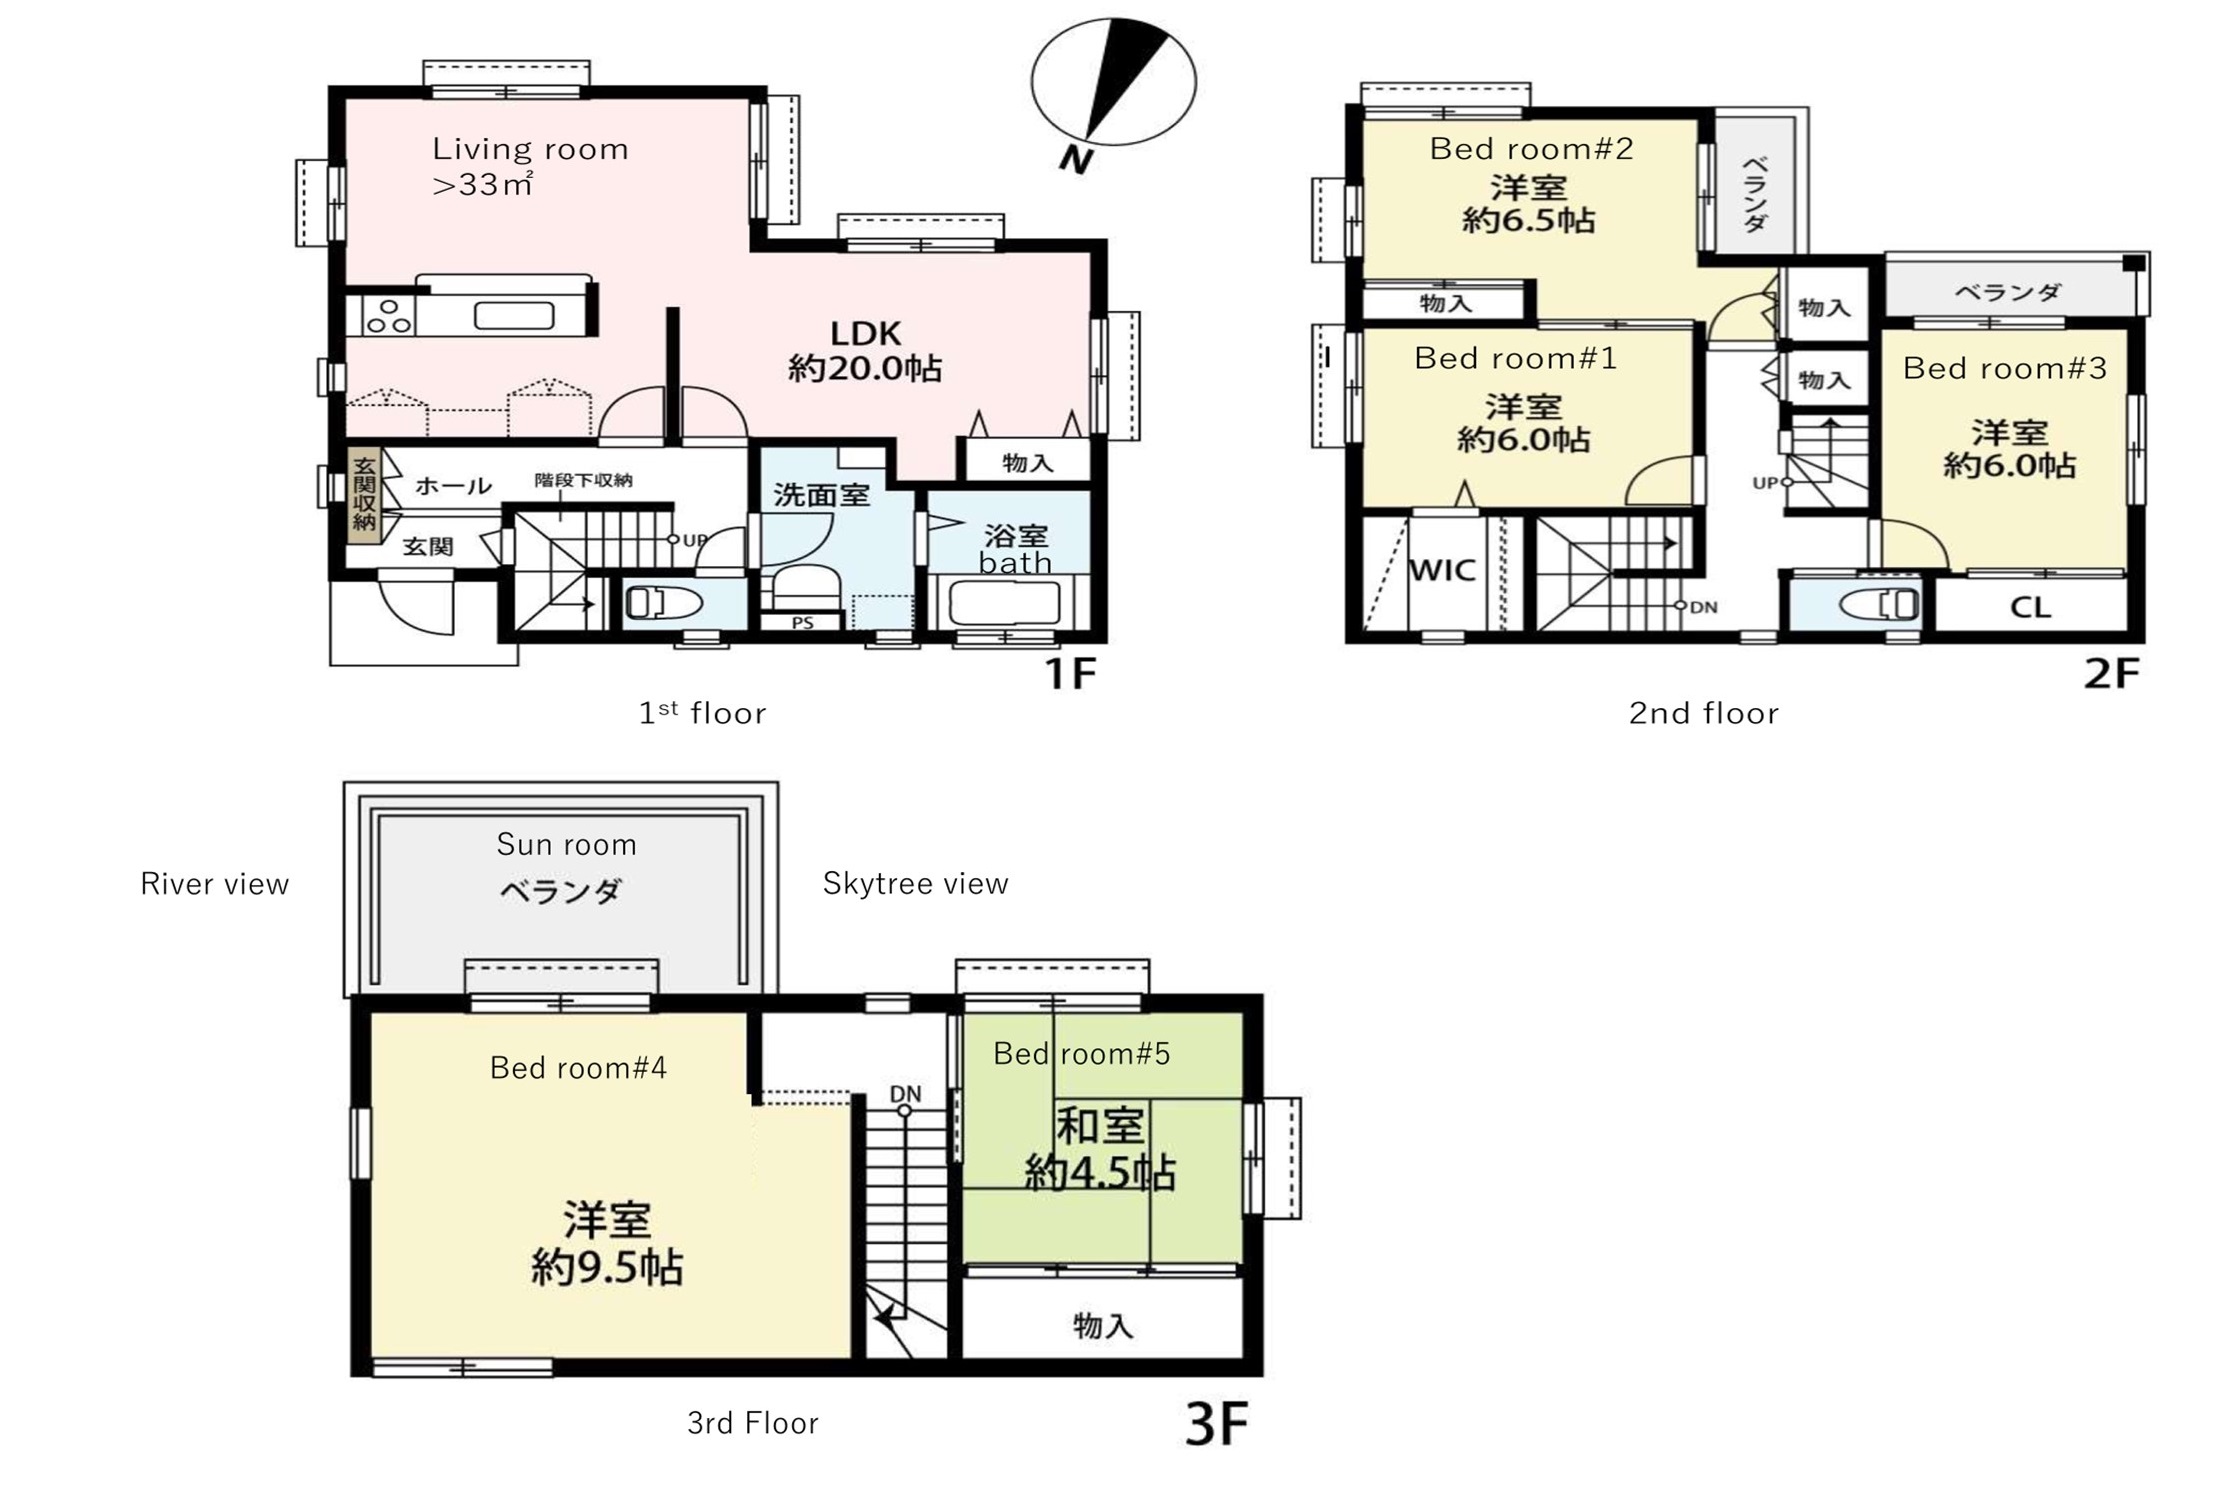 Living room
>33㎡
LDK
約20.0帖
物入
玄関収納
ホール
階段下収納
玄関
UP
洗面室
浴室
bath
PS
1F
1st floor
N
Bed room#2
洋室
約6.5帖
ベランダ
物入
物入
ベランダ
Bed room#1
洋室
約6.0帖
物入
Bed room#3
洋室
約6.0帖
UP
WIC
DN
CL
2F
2nd floor
Sun room
ベランダ
River view
Skytree view
Bed room#4
洋室
約9.5帖
DN
Bed room#5
和室
約4.5帖
物入
3F
3rd Floor